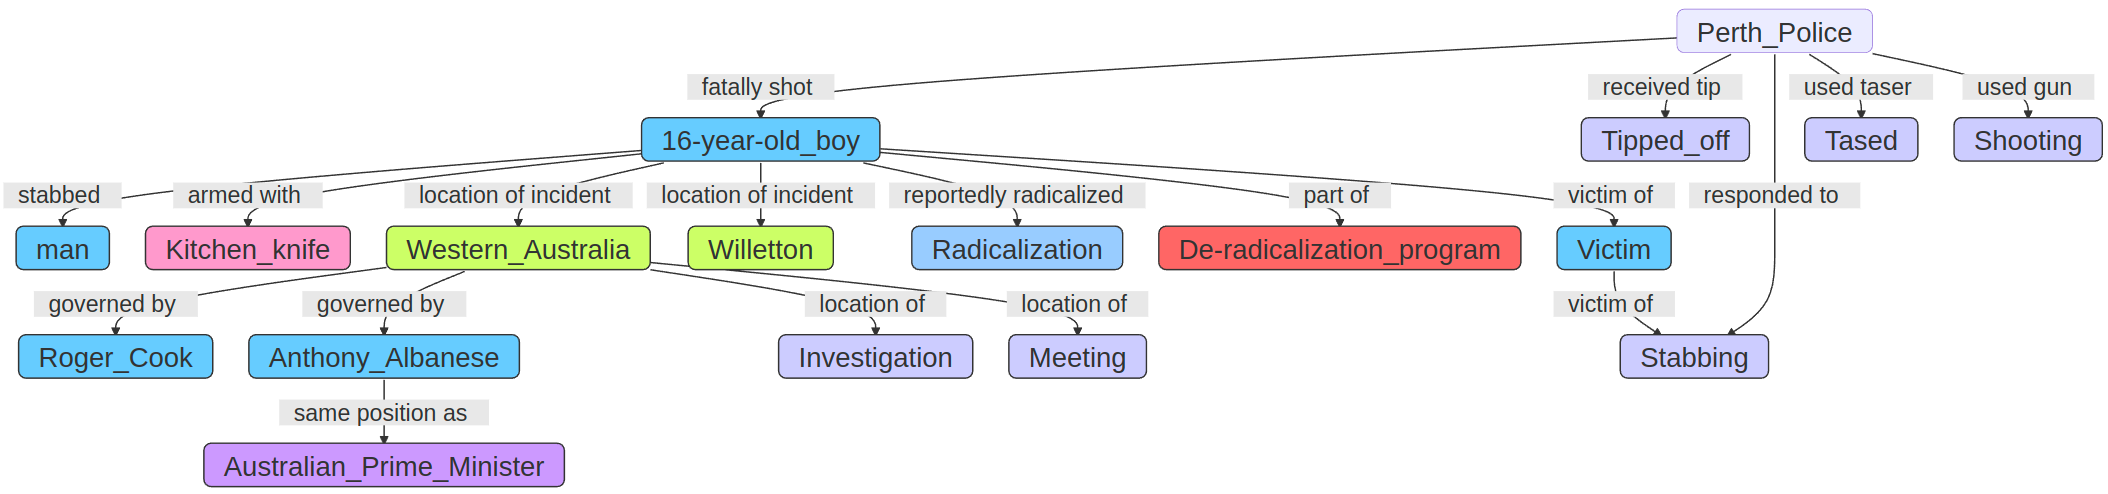 Perth_Police
fatally shot
received tip
used taser
used gun
16-year-old_boy
Tipped_off
Tased
Shooting
stabbed
armed with
location of incident
location of incident
reportedly radicalized
part of
victim of
responded to
man
Kitchen_knife
Western_Australia
Willetton
Radicalization
De-radicalization_program
Victim
governed by
governed by
location of
location of
victim of
Roger_Cook
Anthony_Albanese
Investigation
Meeting
Stabbing
same position as
Australian_Prime_Minister